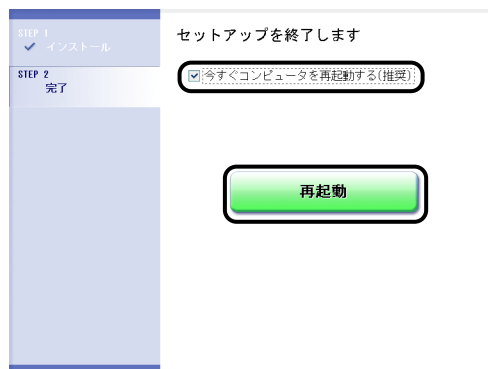 STEP 1
インストール
STEP 2
完了
セットアップを終了します
今すぐコンピュータを再起動する(推奨)
再起動